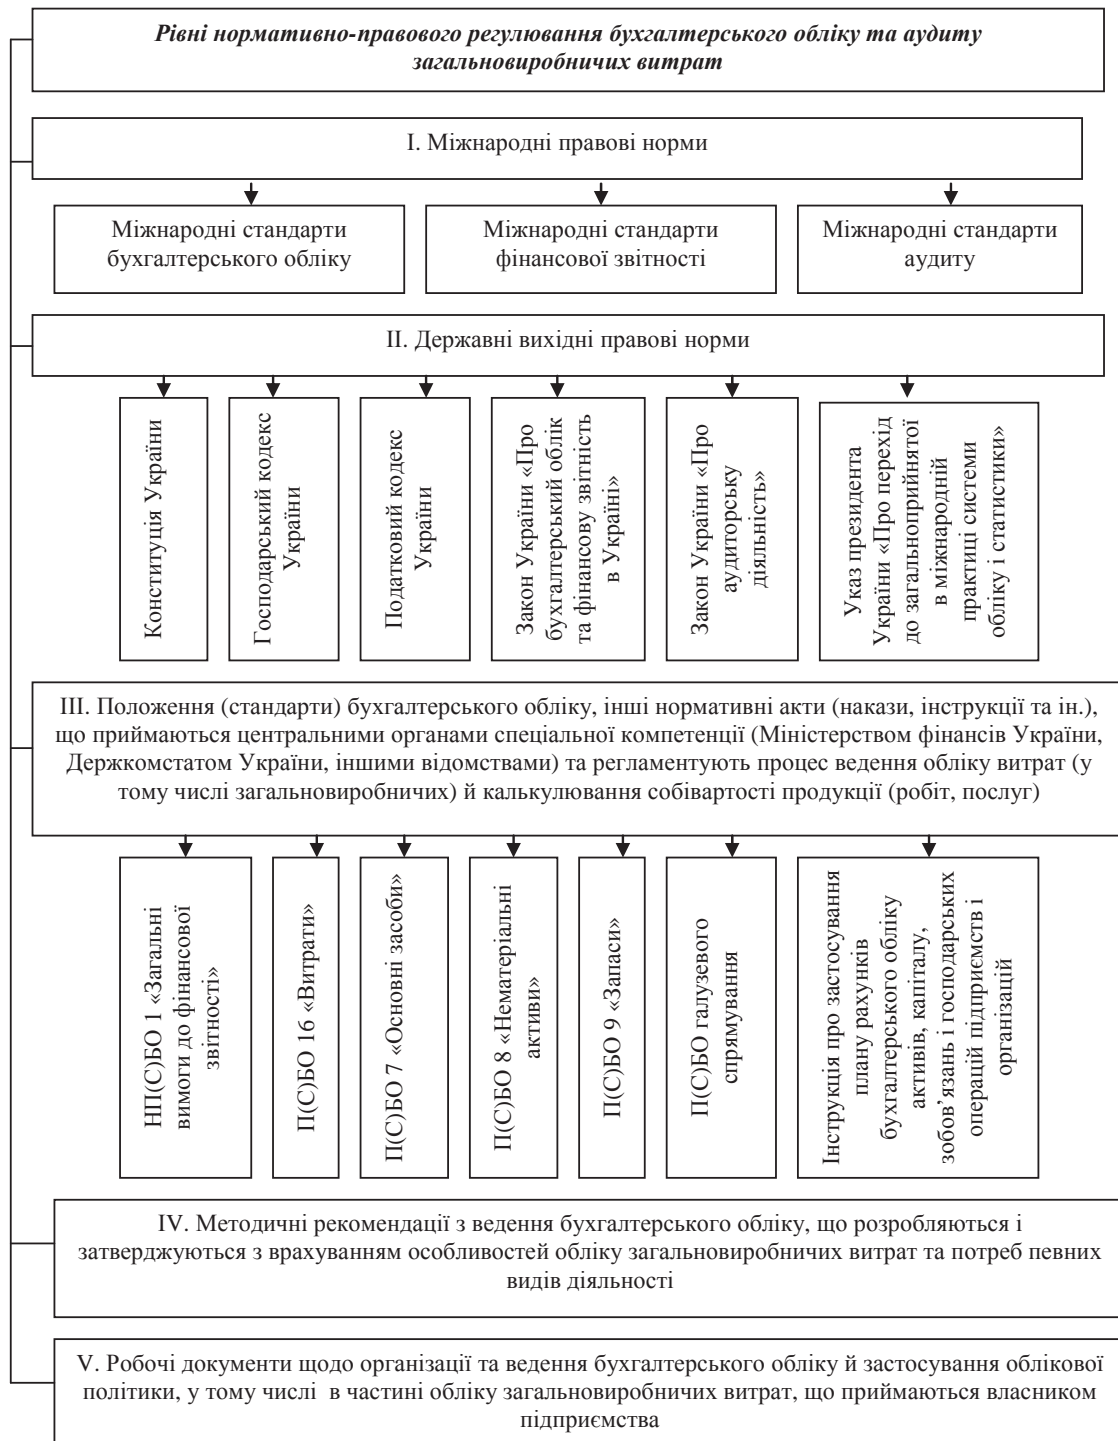 Рівні нормативно-правового регулювання бухгалтерського обліку та аудиту
загальновиробничих витрат
I. Міжнародні правові норми
Міжнародні стандарти
бухгалтерського обліку
Міжнародні стандарти
фінансової звітності
Міжнародні стандарти
аудиту
II. Державні вихідні правові норми
Конституція України
Господарський кодекс
України
Податковий кодекс
України
Закон України «Про
бухгалтерський облік
та фінансову звітність
в Україні»
Закон України «Про
аудиторську
діяльність»
Указ президента
України «Про перехід
до загальноприйнятої
в міжнародній
практиці системи
обліку і статистики»
III. Положення (стандарти) бухгалтерського обліку, інші нормативні акти (накази, інструкції та ін.),
що приймаються центральними органами спеціальної компетенції (Міністерством фінансів України,
Держкомстатом України, іншими відомствами) та регламентують процес ведення обліку витрат (у
тому числі загальновиробничих) й калькулювання собівартості продукції (робіт, послуг)
НП(С)БО 1 «Загальні
вимоги до фінансової
звітності»
П(С)БО 16 «Витрати»
П(С)БО 7 «Основні засоби»
П(С)БО 8 «Нематеріальні
активи»
П(С)БО 9 «Запаси»
П(С)БО галузевого
спрямування
Інструкція про застосування
плану рахунків
бухгалтерського обліку
активів, капіталу,
зобов’язань і господарських
операцій підприємств і
організацій
IV. Методичні рекомендації з ведення бухгалтерського обліку, що розробляються і
затверджуються з врахуванням особливостей обліку загальновиробничих витрат та потреб певних
видів діяльності
V. Робочі документи щодо організації та ведення бухгалтерського обліку й застосування облікової
політики, у тому числі в частині обліку загальновиробничих витрат, що приймаються власником
підприємства